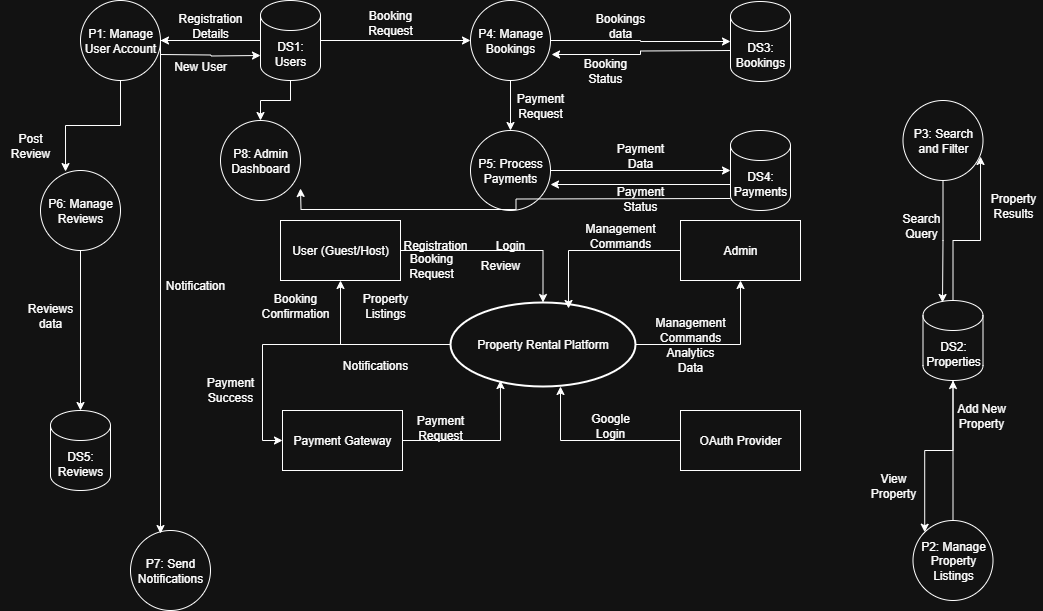 P1: Manage
User Account
Registration
Details
New User
DS1:
Users
Booking
Request
P4: Manage
Bookings
Bookings
data
Booking
Status
DS3:
Bookings
Payment
Request
Post
Review
P8: Admin
Dashboard
P5: Process
Payments
Payment
Data
Payment
Status
DS4:
Payments
P3: Search
and Filter
P6: Manage
Reviews
Search
Query
Property
Results
User (Guest/Host)
Registration
Login
Booking
Request
Review
Management
Commands
Admin
Notification
Reviews
data
Booking
Confirmation
Property
Listings
Property Rental Platform
Management
Commands
Analytics
Data
DS2:
Properties
Notifications
Payment
Success
Payment Gateway
Payment
Request
Google
Login
OAuth Provider
Add New
Property
DS5:
Reviews
View
Property
P7: Send
Notifications
P2: Manage
Property
Listings